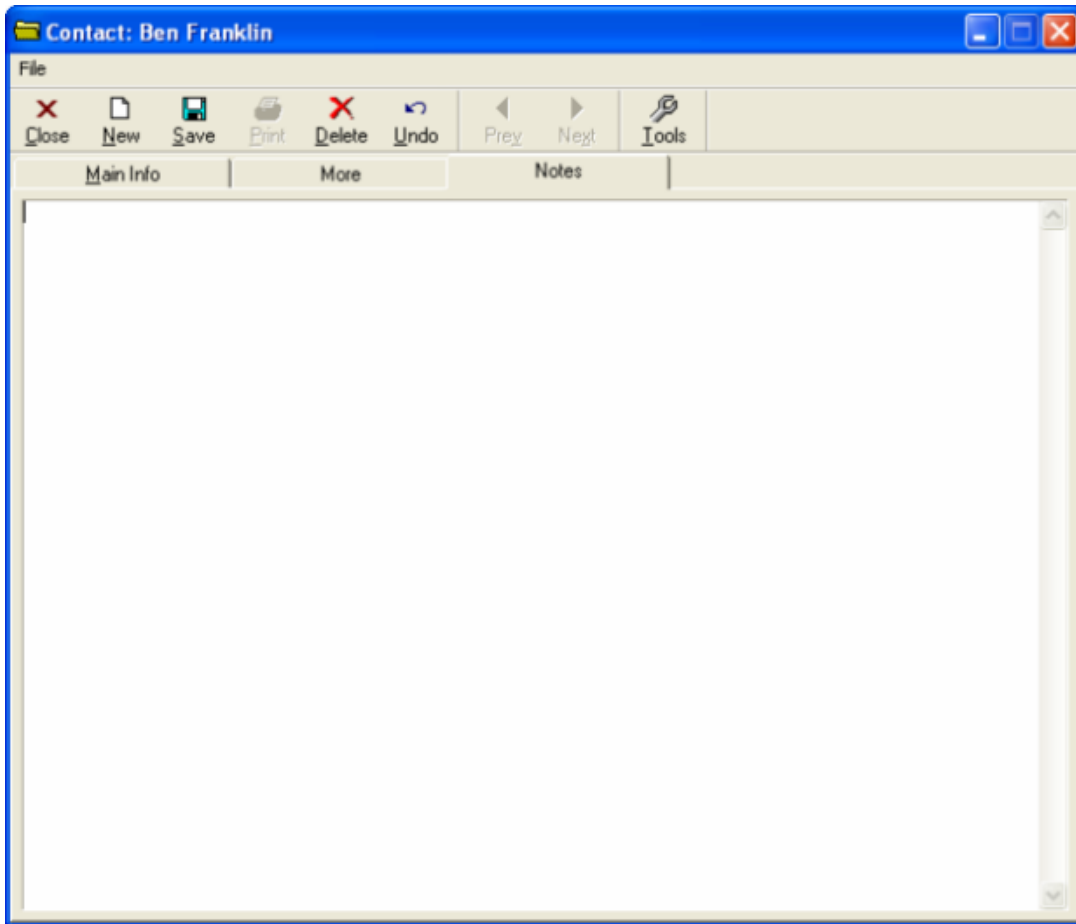 Contact: Ben Franklin
File
Close New Save Print Delete Undo Prev Next Tools
Main Info More Notes